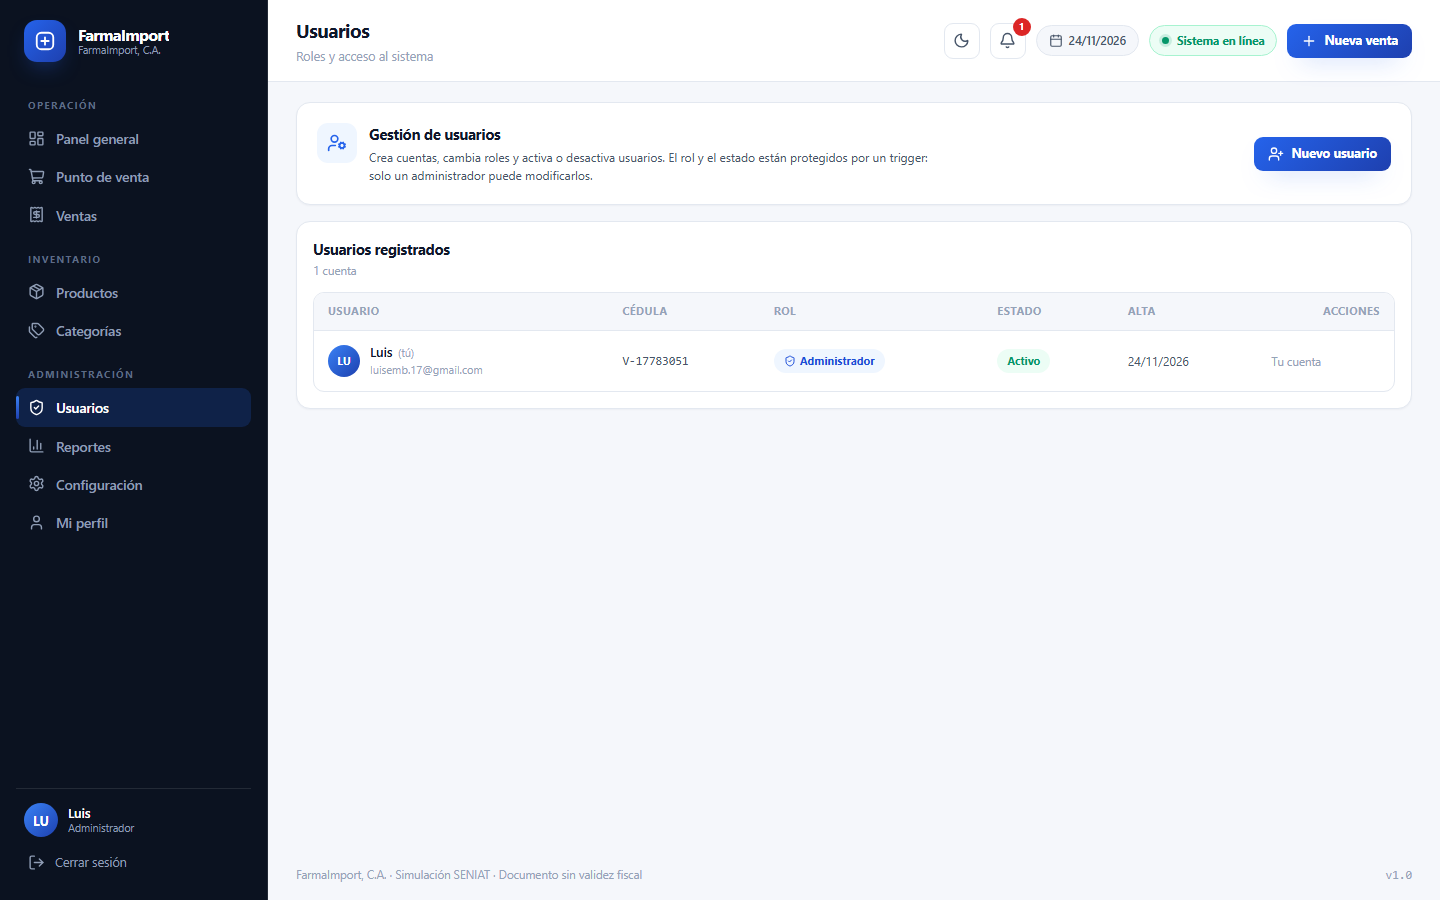 FarmaImport
FarmaImport, C.A.
OPERACIÓN
Panel general
Punto de venta
Ventas
INVENTARIO
Productos
Categorías
ADMINISTRACIÓN
Usuarios
Reportes
Configuración
Mi perfil
LU
Luis
Administrador
Cerrar sesión
Usuarios
Roles y acceso al sistema
1
24/11/2026
Sistema en línea
Nueva venta
Gestión de usuarios
Crea cuentas, cambia roles y activa o desactiva usuarios. El rol y el estado están protegidos por un trigger:
solo un administrador puede modificarlos.
Nuevo usuario
Usuarios registrados
1 cuenta
USUARIO CÉDULA ROL ESTADO ALTA ACCIONES
LU Luis (tú) V-17783051 Administrador Activo 24/11/2026 Tu cuenta
luisemb.17@gmail.com
FarmaImport, C.A. · Simulación SENIAT · Documento sin validez fiscal
v1.0